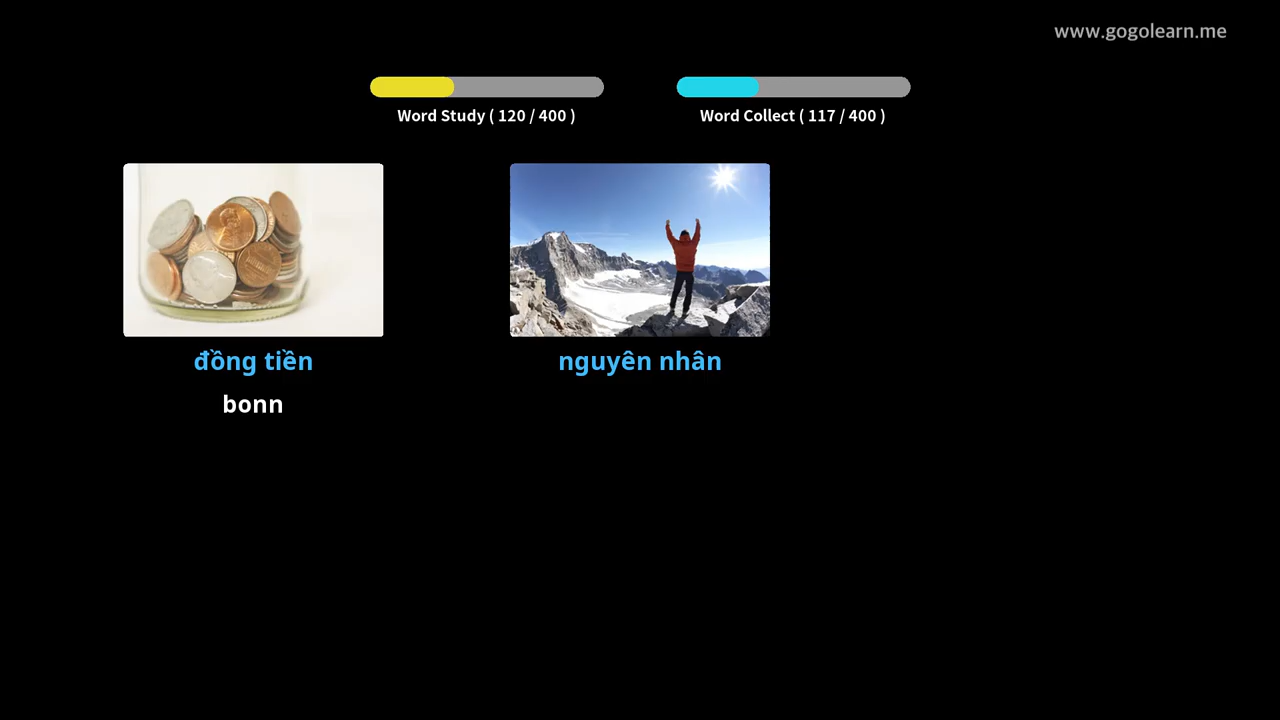 www.gogolearn.me
Word Study ( 120 / 400 )
Word Collect ( 117 / 400 )
đồng tiền
nguyên nhân
bonn